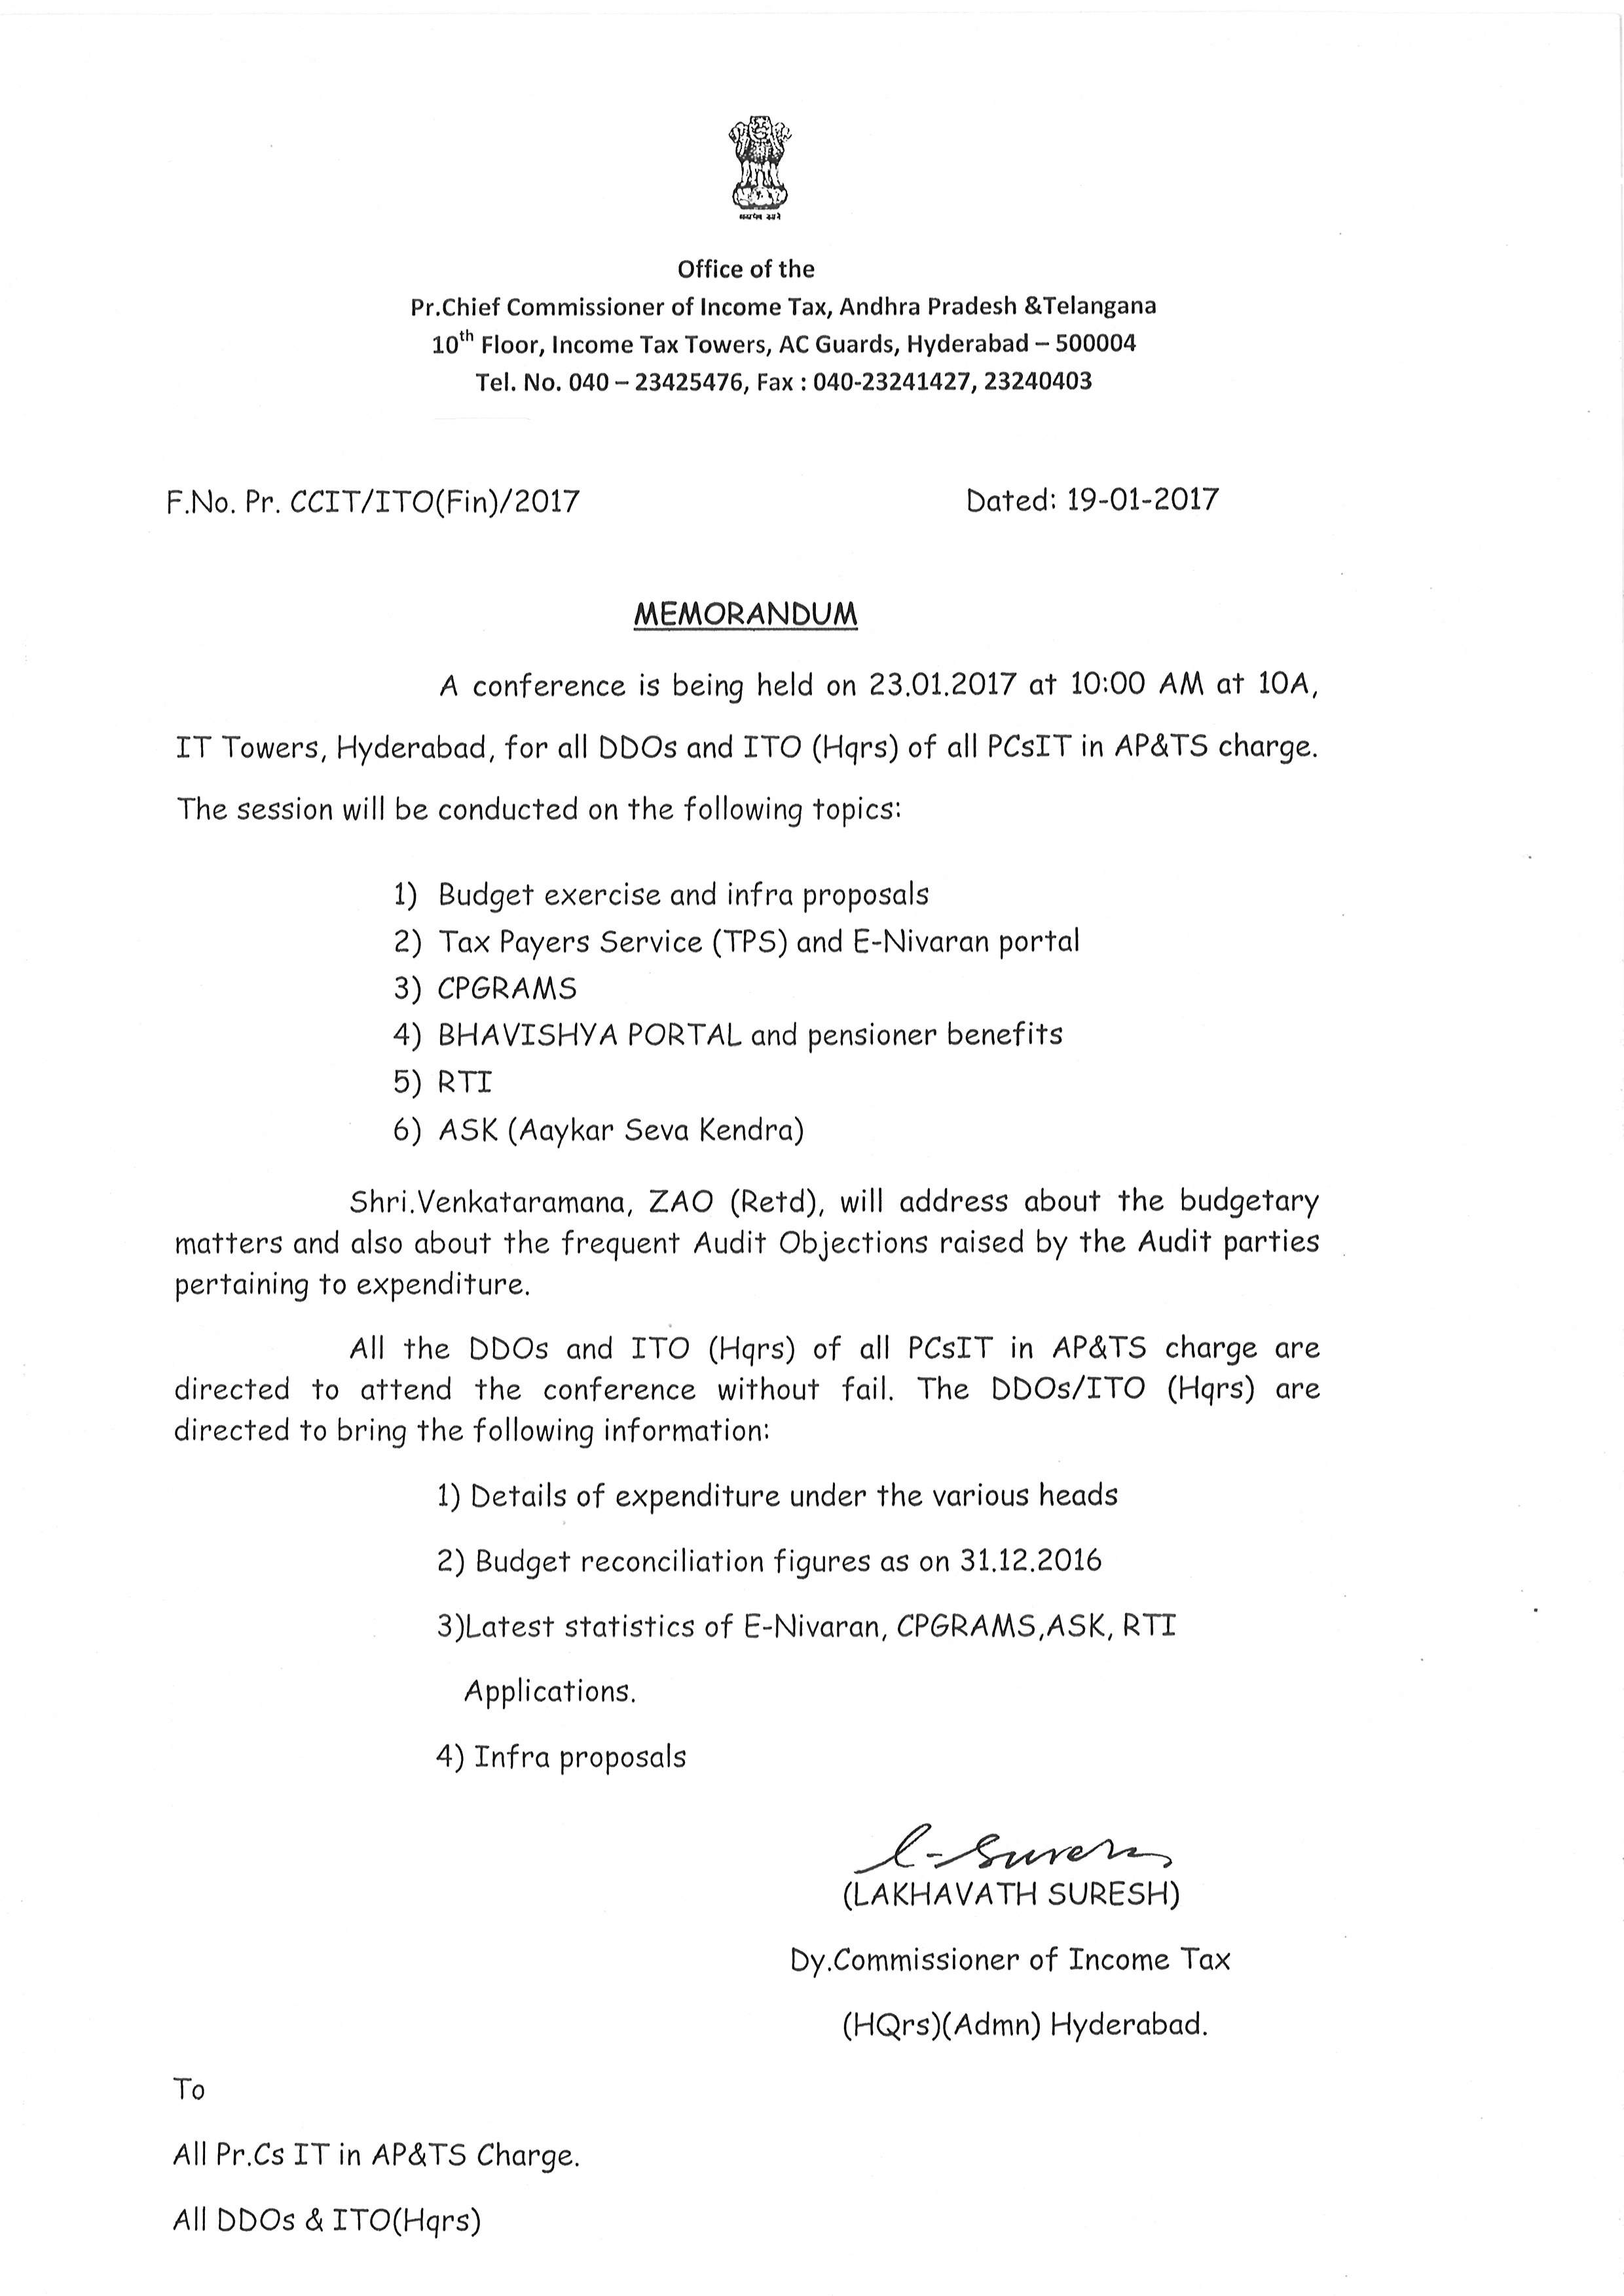 सत्यमेव जयते
Office of the
Pr.Chief Commissioner of Income Tax, Andhra Pradesh &Telangana
10th Floor, Income Tax Towers, AC Guards, Hyderabad – 500004
Tel. No. 040 – 23425476, Fax : 040-23241427, 23240403
F.No. Pr. CCIT/ITO(Fin)/2017 Dated: 19-01-2017
MEMORANDUM
A conference is being held on 23.01.2017 at 10:00 AM at 10A,
IT Towers, Hyderabad, for all DDOs and ITO (Hqrs) of all PCsIT in AP&TS charge.
The session will be conducted on the following topics:
1) Budget exercise and infra proposals
2) Tax Payers Service (TPS) and E-Nivaran portal
3) CPGRAMS
4) BHAVISHYA PORTAL and pensioner benefits
5) RTI
6) ASK (Aaykar Seva Kendra)
Shri.Venkataramana, ZAO (Retd), will address about the budgetary
matters and also about the frequent Audit Objections raised by the Audit parties
pertaining to expenditure.
All the DDOs and ITO (Hqrs) of all PCsIT in AP&TS charge are
directed to attend the conference without fail. The DDOs/ITO (Hqrs) are
directed to bring the following information:
1) Details of expenditure under the various heads
2) Budget reconciliation figures as on 31.12.2016
3)Latest statistics of E-Nivaran, CPGRAMS,ASK, RTI
Applications.
4) Infra proposals
L-Suresh
(LAKHAVATH SURESH)
Dy.Commissioner of Income Tax
(HQrs)(Admn) Hyderabad.
To
All Pr.Cs IT in AP&TS Charge.
All DDOs & ITO(Hqrs)